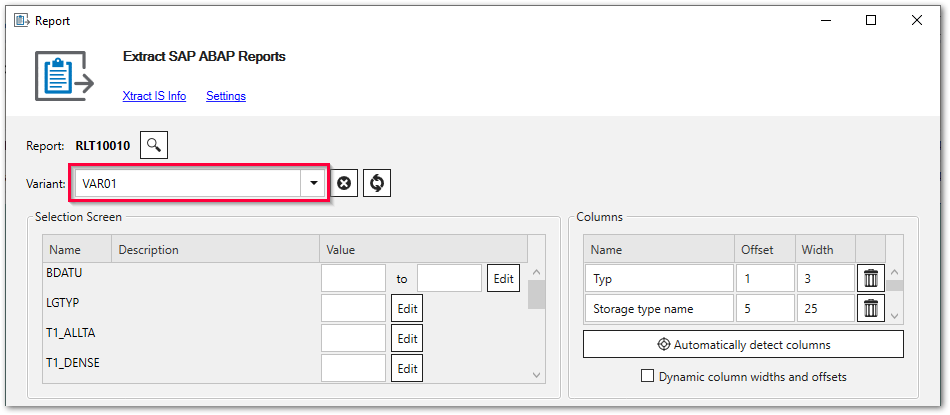 Report
Extract SAP ABAP Reports
Xtract IS Info Settings
Report: RLT10010
Variant: VAR01
Selection Screen
Name Description Value
BDATU to Edit
LGTYP Edit
T1_ALLTA Edit
T1_DENSE Edit
Columns
Name Offset Width
Typ 1 3
Storage type name 5 25
Automatically detect columns
Dynamic column widths and offsets